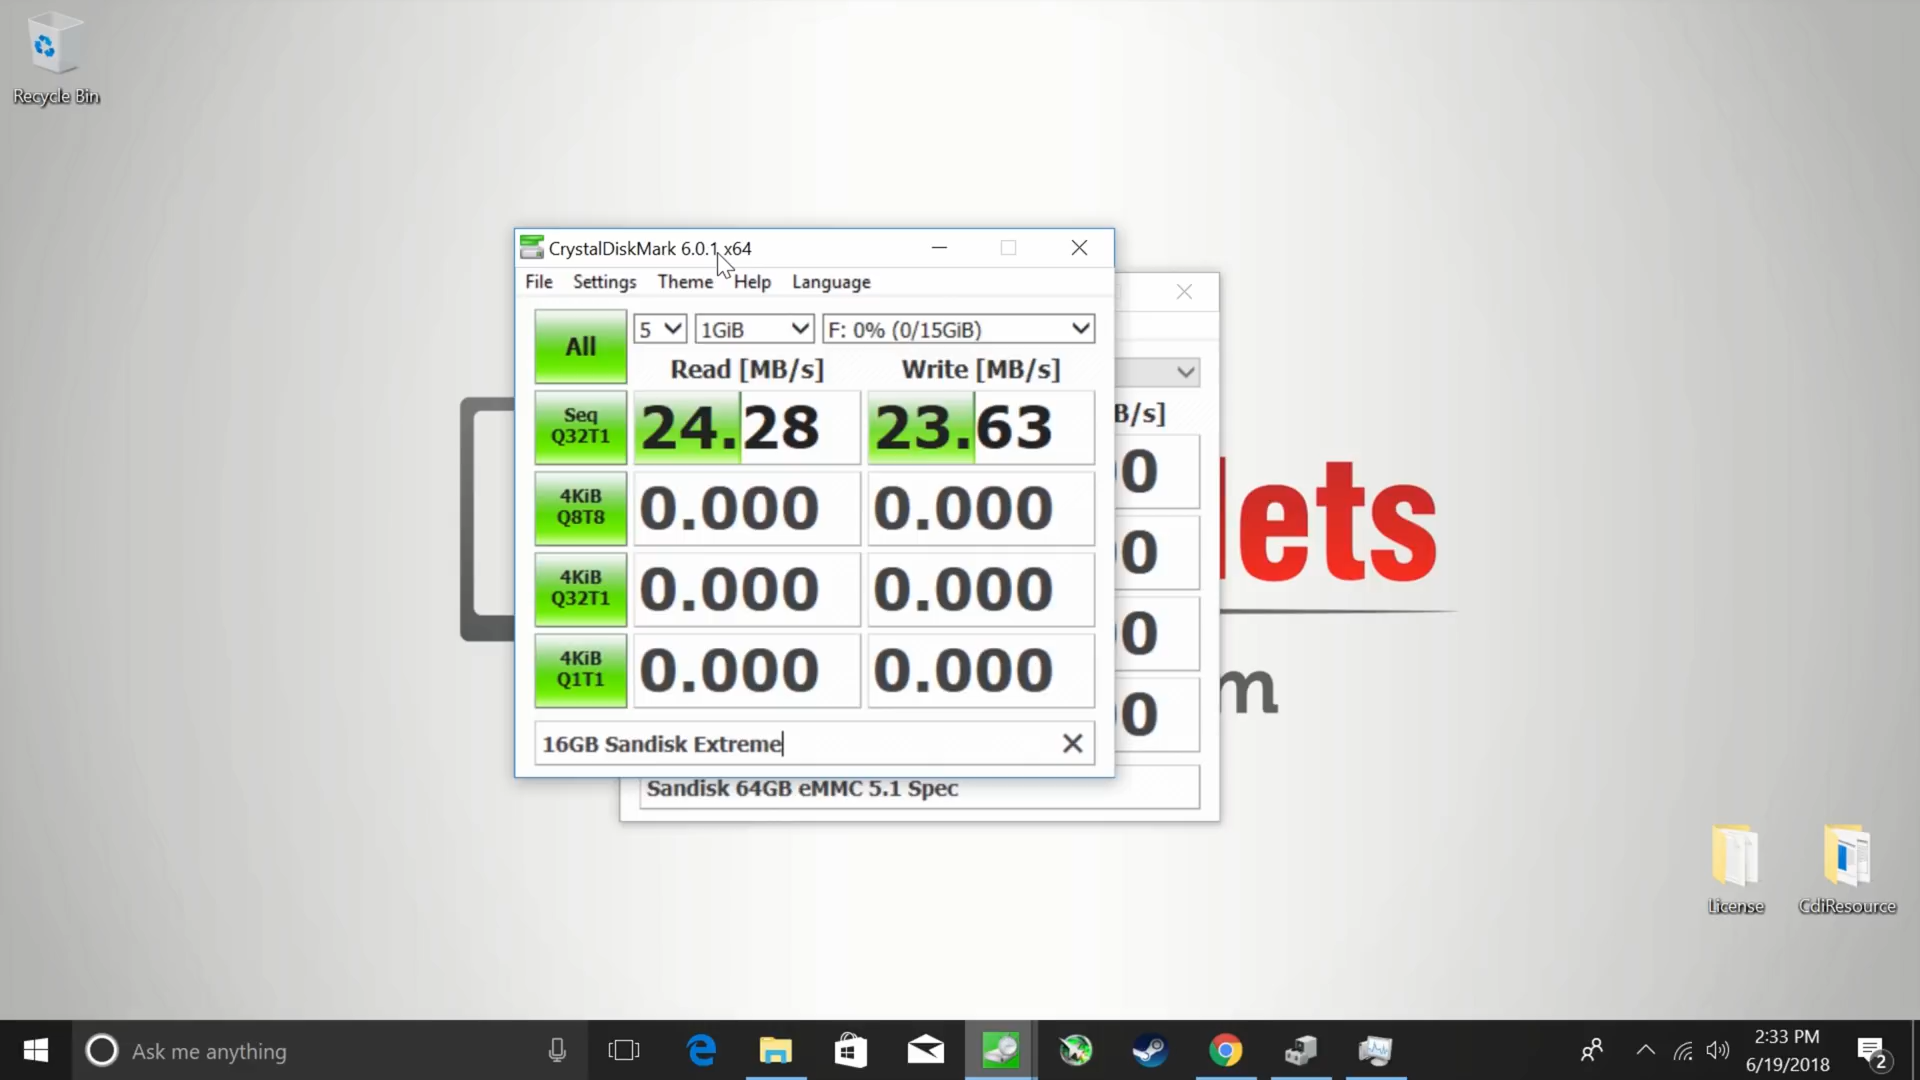 Recycle Bin
CrystalDiskMark 6.0.1 x64
File Settings Theme Help Language
All 5 1GiB F: 0% (0/15GiB)
Read [MB/s] Write [MB/s]
Seq
Q32T1
24.28 23.63
4KiB
Q8T8
0.000 0.000
4KiB
Q32T1
0.000 0.000
4KiB
Q1T1
0.000 0.000
16GB Sandisk Extreme
B/s]
0
0
0
0
Sandisk 64GB eMMC 5.1 Spec
lets
m
License
CdiResource
Ask me anything
2:33 PM
6/19/2018
2